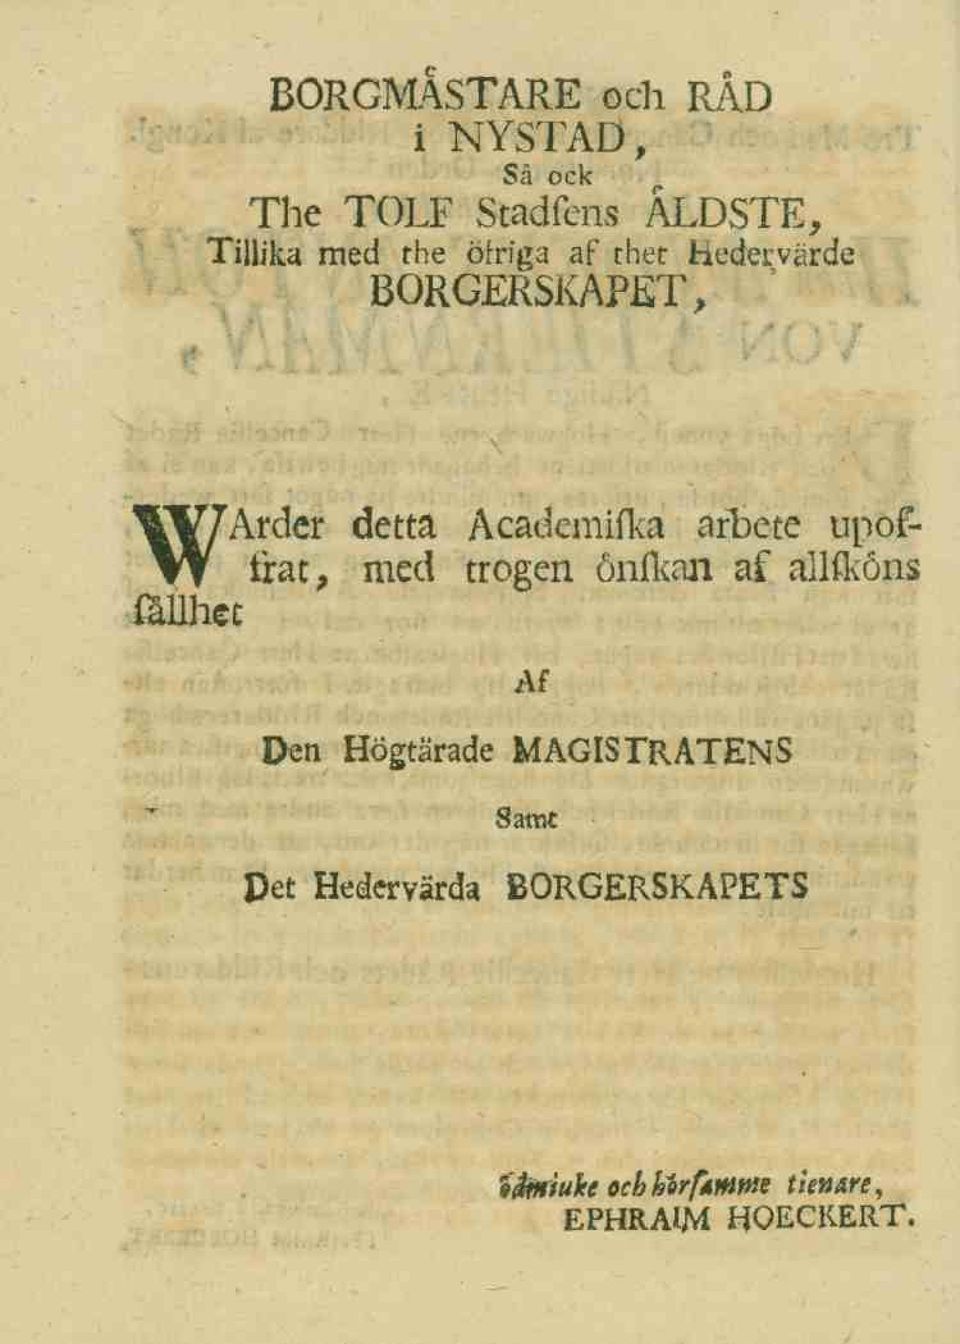 BORGMÅSTARE och RÅD
i NYSTAD,
Så ock
The TOLF Stadſens ÅLDSTE,
Tillika med the öfriga af thet Hedervärde
BORGERSKAPET,
WArder detta Academiſka arbete upof-
frat, med trogen önſkan af allſköns
ſällhet
Af
Den Högtärade MAGISTRATENS
Samt
Det Hedervärda BORGERSKAPETS
ödmiuke och hörſamme tienare,
EPHRAIM HOECKERT.